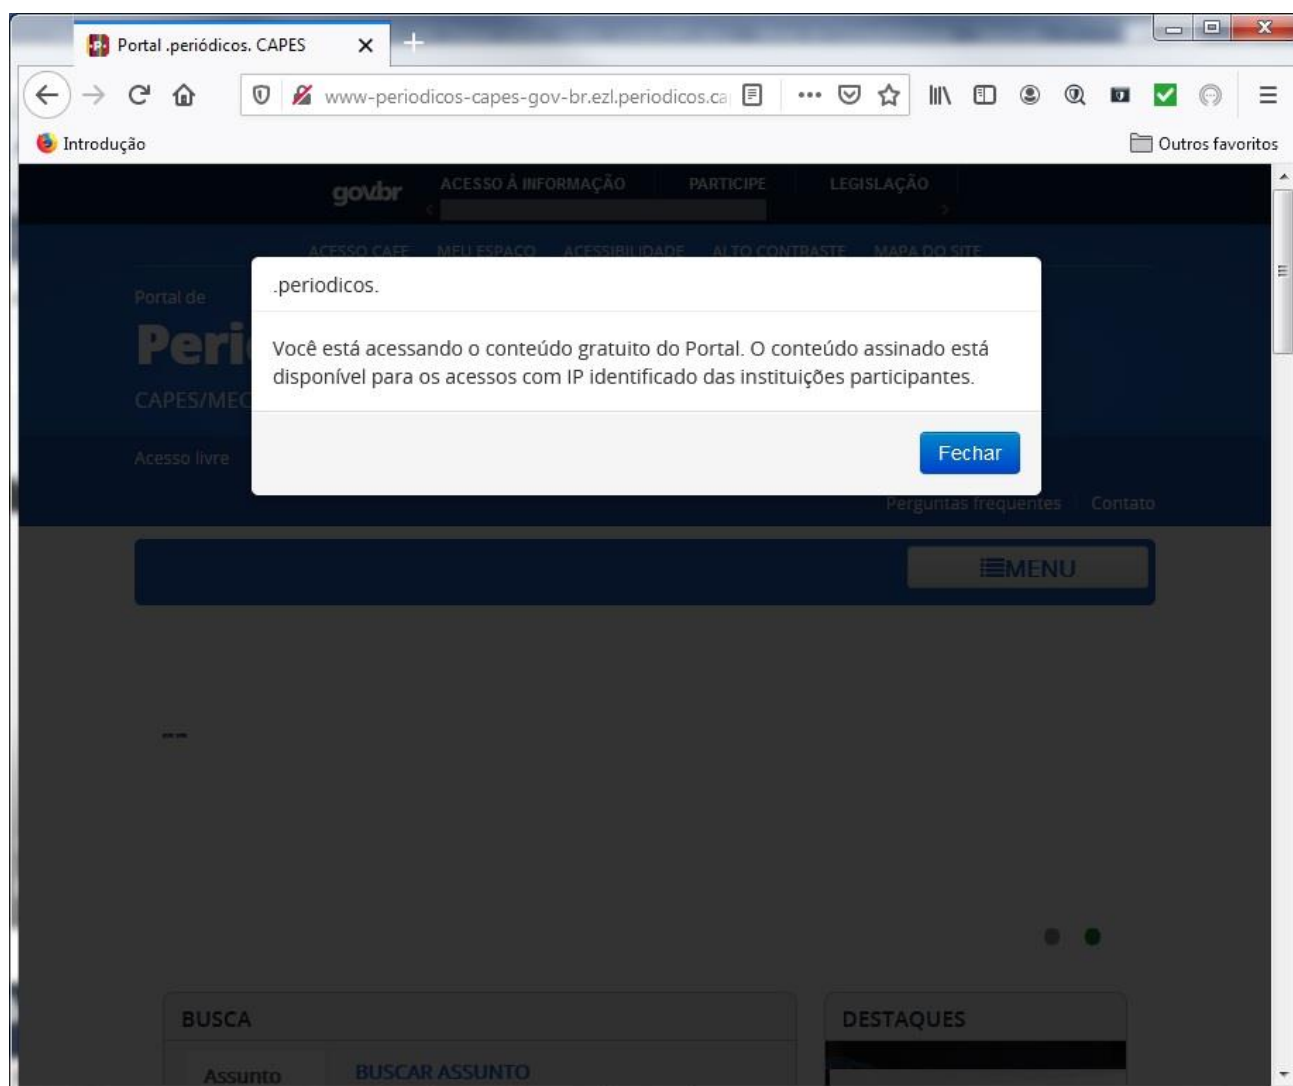 Portal .periódicos. CAPES
www-periodicos-capes-gov-br.ezl.periodicos.ca
Introdução
Outros favoritos
gov.br ACESSO À INFORMAÇÃO PARTICIPE LEGISLAÇÃO
ACESSO CAFE MEU ESPAÇO ACESSIBILIDADE ALTO CONTRASTE MAPA DO SITE
.periodicos.
Portal de
Peri
Você está acessando o conteúdo gratuito do Portal. O conteúdo assinado está
disponível para os acessos com IP identificado das instituições participantes.
CAPES/MEC
Fechar
Acesso livre
Perguntas frequentes Contato
MENU
--
BUSCA
DESTAQUES
Assunto
BUSCAR ASSUNTO